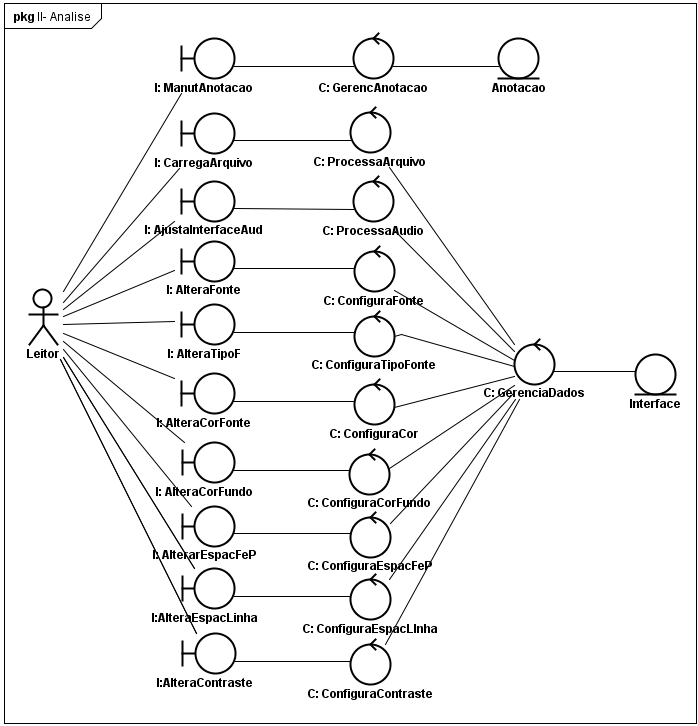 pkg II- Analise
I: ManutAnotacao
C: GerencAnotacao
Anotacao
I: CarregaArquivo
C: ProcessaArquivo
I: AjustaInterfaceAud
C: ProcessaAudio
I: AlteraFonte
C: ConfiguraFonte
Leitor
I: AlteraTipoF
C: ConfiguraTipoFonte
C: GerenciaDados
Interface
I: AlteraCorFonte
C: ConfiguraCor
I: AlteraCorFundo
C: ConfiguraCorFundo
I: AlterarEspacFeP
C: ConfiguraEspacFeP
I:AlteraEspacLinha
C: ConfiguraEspacLInha
I:AlteraContraste
C: ConfiguraContraste